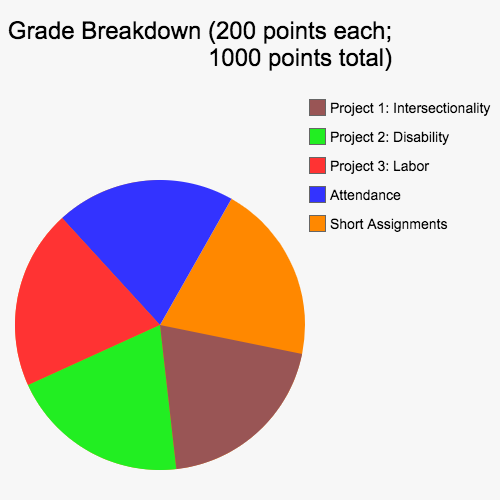 Grade Breakdown (200 points each;
1000 points total)
Project 1: Intersectionality
Project 2: Disability
Project 3: Labor
Attendance
Short Assignments